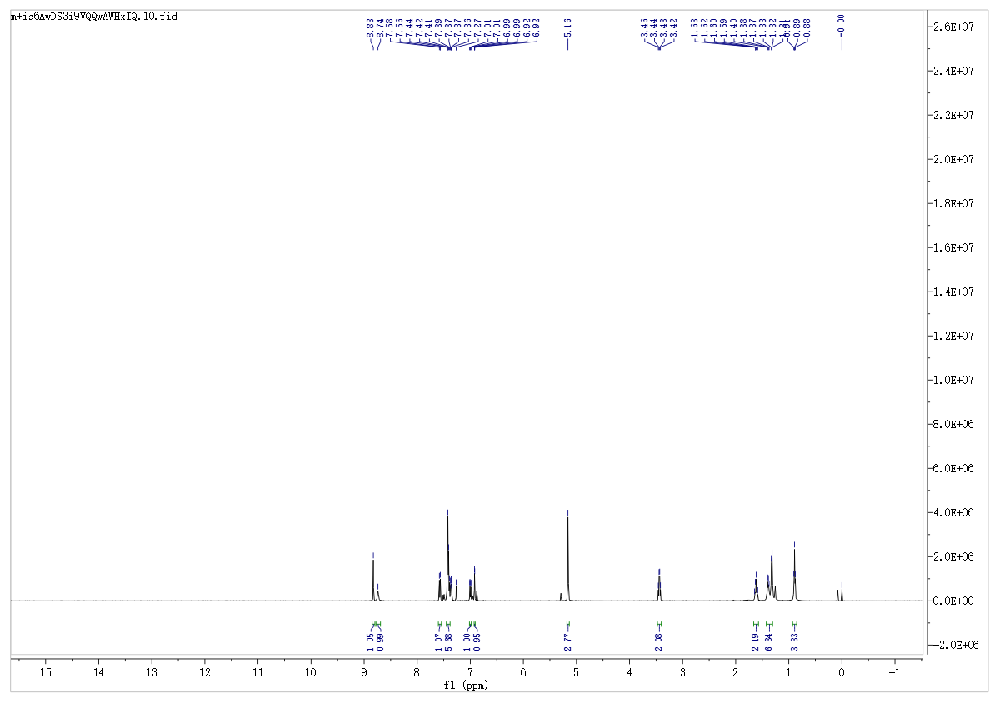 m+is6AwDS3i9VQQwAWHxIQ.10.fid
8.83
8.74
7.58
7.56
7.44
7.42
7.41
7.39
7.37
7.37
7.36
7.27
7.01
7.01
6.99
6.99
6.92
6.92
5.16
3.46
3.44
3.43
3.42
1.63
1.62
1.60
1.59
1.40
1.38
1.37
1.33
1.32
1.31
0.91
0.89
0.88
-0.00
2.6E+07
2.4E+07
2.2E+07
2.0E+07
1.8E+07
1.6E+07
1.4E+07
1.2E+07
1.0E+07
8.0E+06
6.0E+06
4.0E+06
2.0E+06
0.0E+00
-2.0E+06
1.05
0.99
1.07
5.68
1.00
0.95
2.77
2.08
2.19
6.34
3.33
15 14 13 12 11 10 9 8 7 6 5 4 3 2 1 0 -1
f1 (ppm)